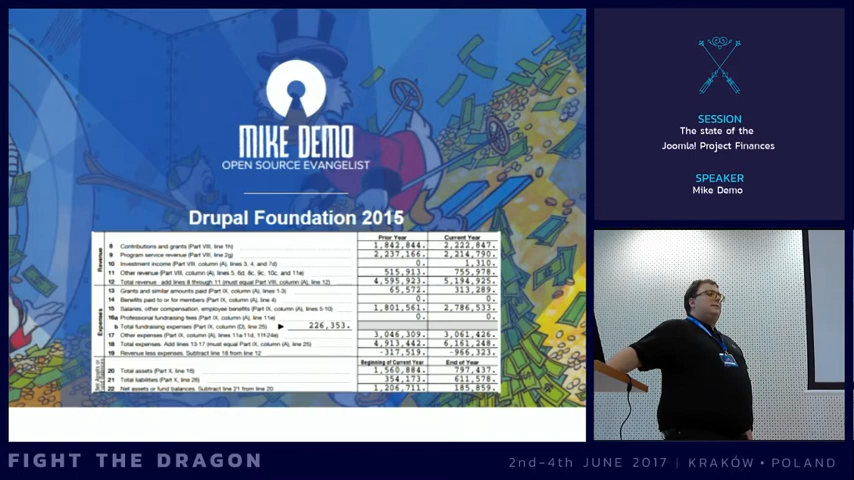 MIKE DEMO
OPEN SOURCE EVANGELIST
Drupal Foundation 2015
Revenue
Prior Year Current Year
8 Contributions and grants (Part VIII, line 1h) 1,842,844. 2,222,847.
9 Program service revenue (Part VIII, line 2g) 2,237,166. 2,214,790.
10 Investment income (Part VIII, column (A), lines 3, 4, and 7d) 0. 1,310.
11 Other revenue (Part VIII, column (A), lines 5, 6d, 8c, 9c, 10c, and 11e) 515,913. 755,978.
12 Total revenue - add lines 8 through 11 (must equal Part VIII, column (A), line 12) 4,595,923. 5,194,925.
Expenses
13 Grants and similar amounts paid (Part IX, column (A), lines 1-3) 65,572. 313,289.
14 Benefits paid to or for members (Part IX, column (A), line 4) 0. 0.
15 Salaries, other compensation, employee benefits (Part IX, column (A), lines 5-10) 1,801,561. 2,786,533.
16a Professional fundraising fees (Part IX, column (A), line 11e) 0. 0.
b Total fundraising expenses (Part IX, column (D), line 25) 226,353.
17 Other expenses (Part IX, column (A), lines 11a-11d, 11f-24e) 3,046,309. 3,061,426.
18 Total expenses. Add lines 13-17 (must equal Part IX, column (A), line 25) 4,913,442. 6,161,248.
19 Revenue less expenses. Subtract line 18 from line 12 -317,519. -966,323.
Beginning of Current Year End of Year
20 Total assets (Part X, line 16) 1,560,884. 797,437.
21 Total liabilities (Part X, line 26) 354,173. 611,578.
22 Net assets or fund balances. Subtract line 21 from line 20 1,206,711. 185,859.
SESSION
The state of the
Joomla! Project Finances
SPEAKER
Mike Demo
FIGHT THE DRAGON
2nd-4th JUNE 2017 | KRAKÓW • POLAND